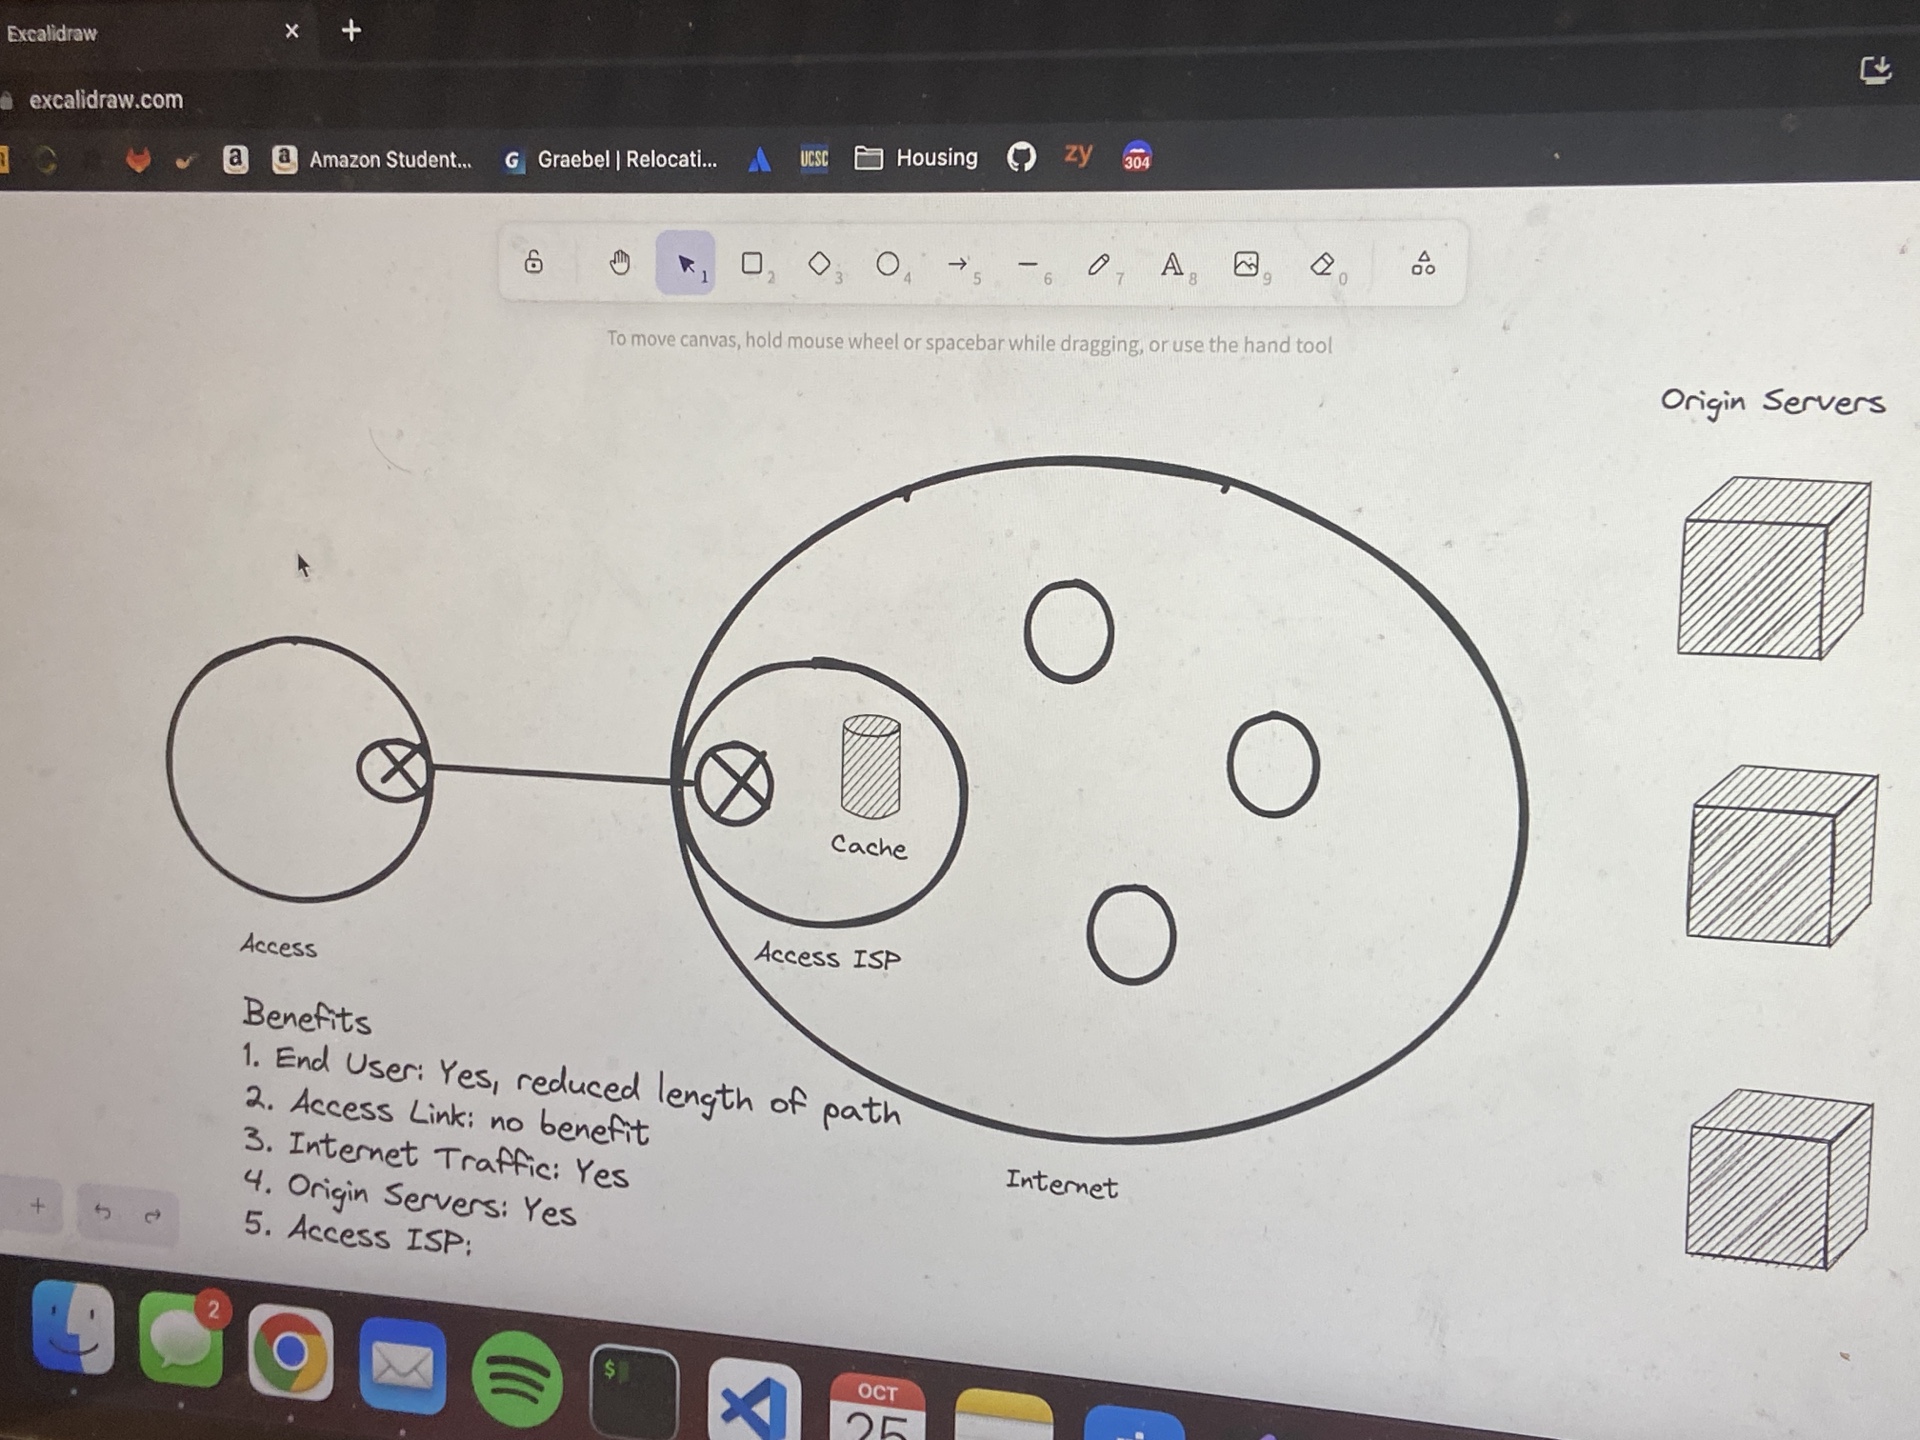 Excalidraw
excalidraw.com
a
a
Amazon Student...
G
Graebel | Relocati...
UCSC
Housing
zy
304
1
2
3
4
5
6
7
A
8
9
0
To move canvas, hold mouse wheel or spacebar while dragging, or use the hand tool
Origin Servers
Cache
Access
Access ISP
Internet
Benefits
1. End User: Yes, reduced length of path
2. Access Link: no benefit
3. Internet Traffic: Yes
4. Origin Servers: Yes
5. Access ISP:
2
$
OCT
25